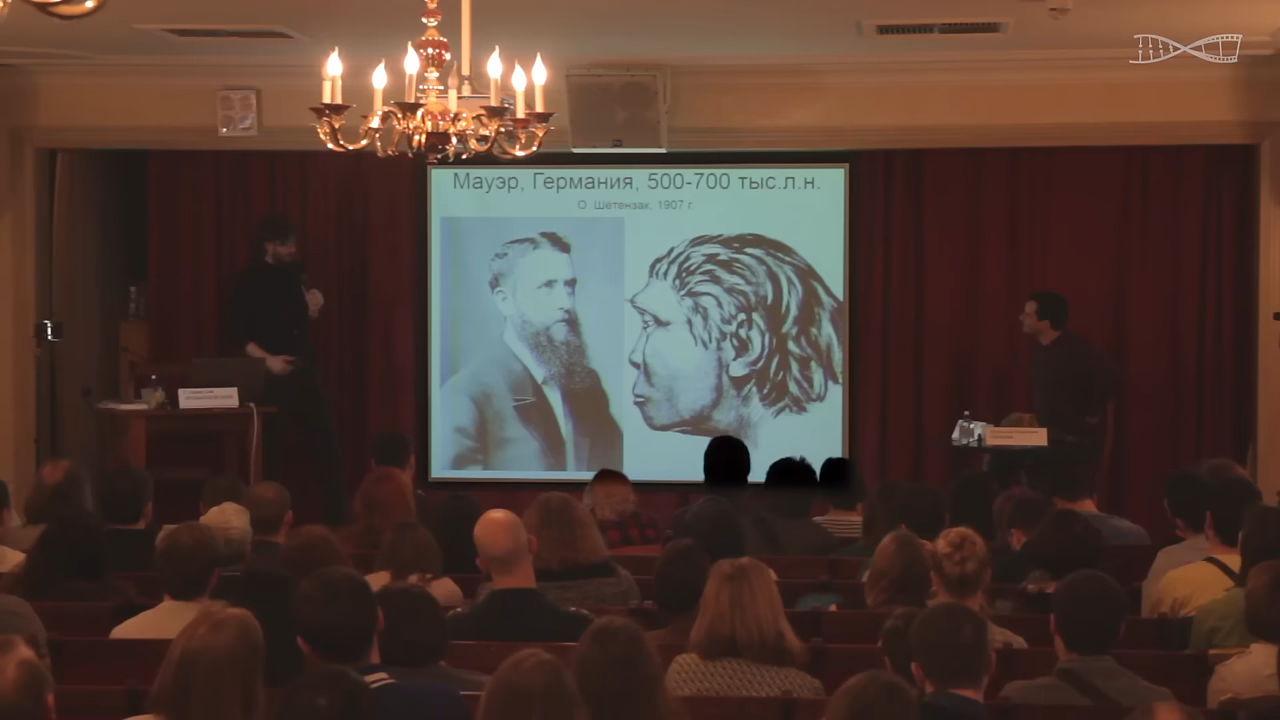 Мауэр, Германия, 500-700 тыс.л.н.
О. Шётензак, 1907 г.